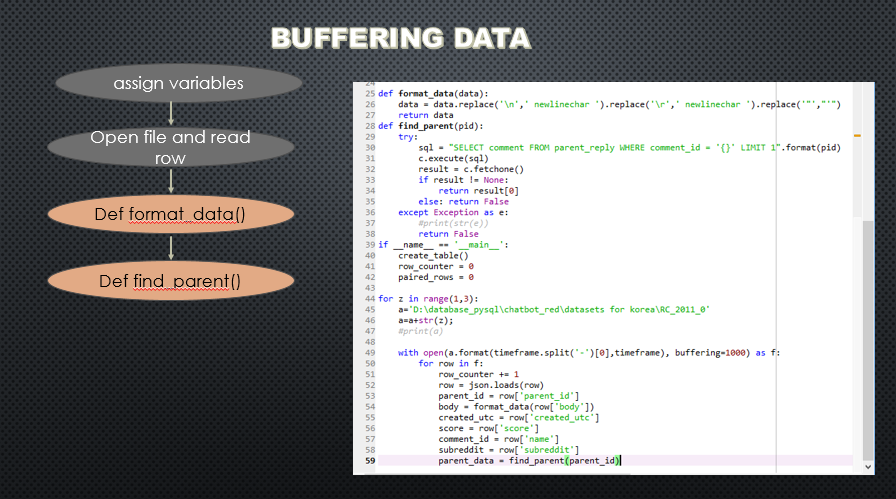 BUFFERING DATA
assign variables
Open file and read
row
Def format_data()
Def find_parent()
24
25 def format_data(data):
26     data = data.replace('\n',' newlinechar ').replace('\r',' newlinechar ').replace('"',"'")
27     return data
28 def find_parent(pid):
29     try:
30         sql = "SELECT comment FROM parent_reply WHERE comment_id = '{}' LIMIT 1".format(pid)
31         c.execute(sql)
32         result = c.fetchone()
33         if result != None:
34             return result[0]
35         else: return False
36     except Exception as e:
37         #print(str(e))
38         return False
39 if __name__ == '__main__':
40     create_table()
41     row_counter = 0
42     paired_rows = 0
43
44 for z in range(1,3):
45     a='D:\database_pysql\chatbot_red\datasets for korea\RC_2011_0'
46     a=a+str(z);
47     #print(a)
48
49     with open(a.format(timeframe.split('-')[0],timeframe), buffering=1000) as f:
50         for row in f:
51             row_counter += 1
52             row = json.loads(row)
53             parent_id = row['parent_id']
54             body = format_data(row['body'])
55             created_utc = row['created_utc']
56             score = row['score']
57             comment_id = row['name']
58             subreddit = row['subreddit']
59             parent_data = find_parent(parent_id)